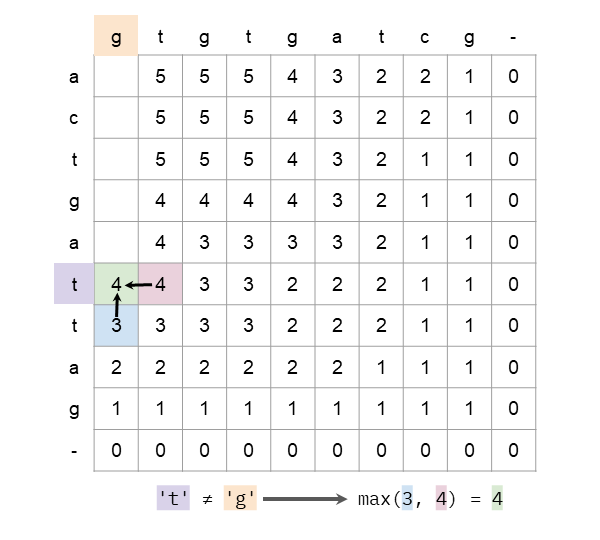 g t g t g a t c g -
a 5 5 5 4 3 2 2 1 0
c 5 5 5 4 3 2 2 1 0
t 5 5 5 4 3 2 1 1 0
g 4 4 4 4 3 2 1 1 0
a 4 3 3 3 3 2 1 1 0
t 4 4 3 3 2 2 2 1 1 0
t 3 3 3 3 2 2 2 1 1 0
a 2 2 2 2 2 2 1 1 1 0
g 1 1 1 1 1 1 1 1 1 0
- 0 0 0 0 0 0 0 0 0 0
't' ≠ 'g' ⟶ max(3, 4) = 4